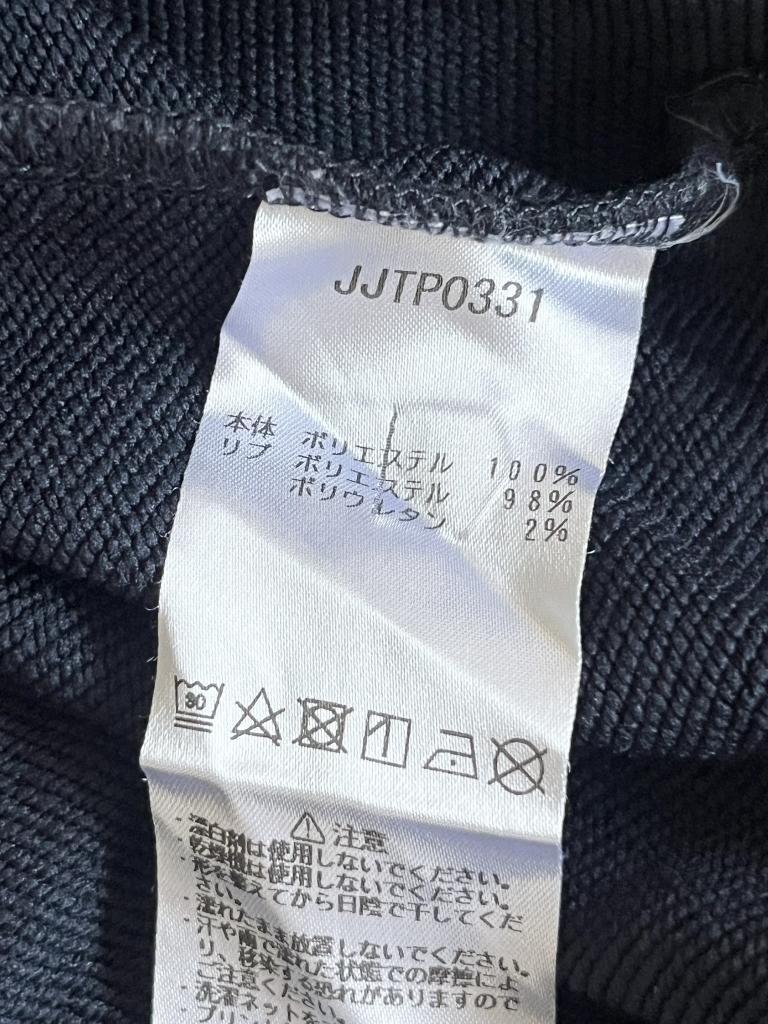 JJTP0331
本体 ポリエステル 100%
リブ ポリエステル 98%
ポリウレタン 2%
30
注意
・漂白剤は使用しないでください。
・乾燥機は使用しないでください。
・形を整えてから日陰で干してくだ
さい。
・濡れたまま放置しないでください。
・汗や雨で濡れた状態での摩擦によ
り、移染する恐れがありますので
ご注意ください。
・洗濯ネットを
・プリン